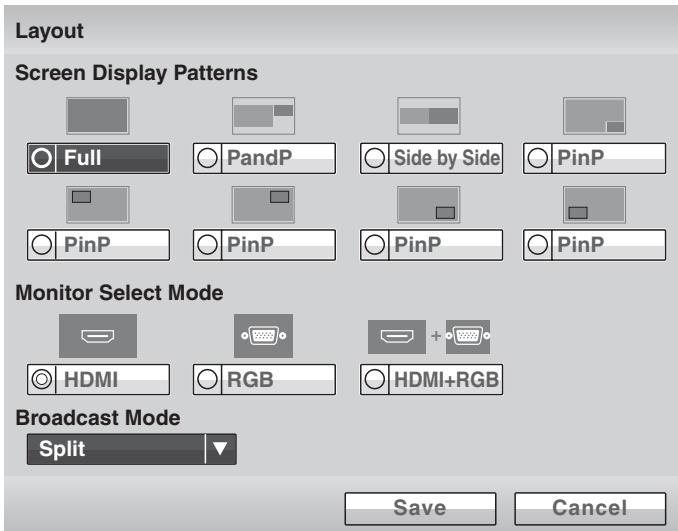 Layout
Screen Display Patterns
Full PandP Side by Side PinP
PinP PinP PinP PinP
Monitor Select Mode
+
HDMI RGB HDMI+RGB
Broadcast Mode
Split
Save Cancel